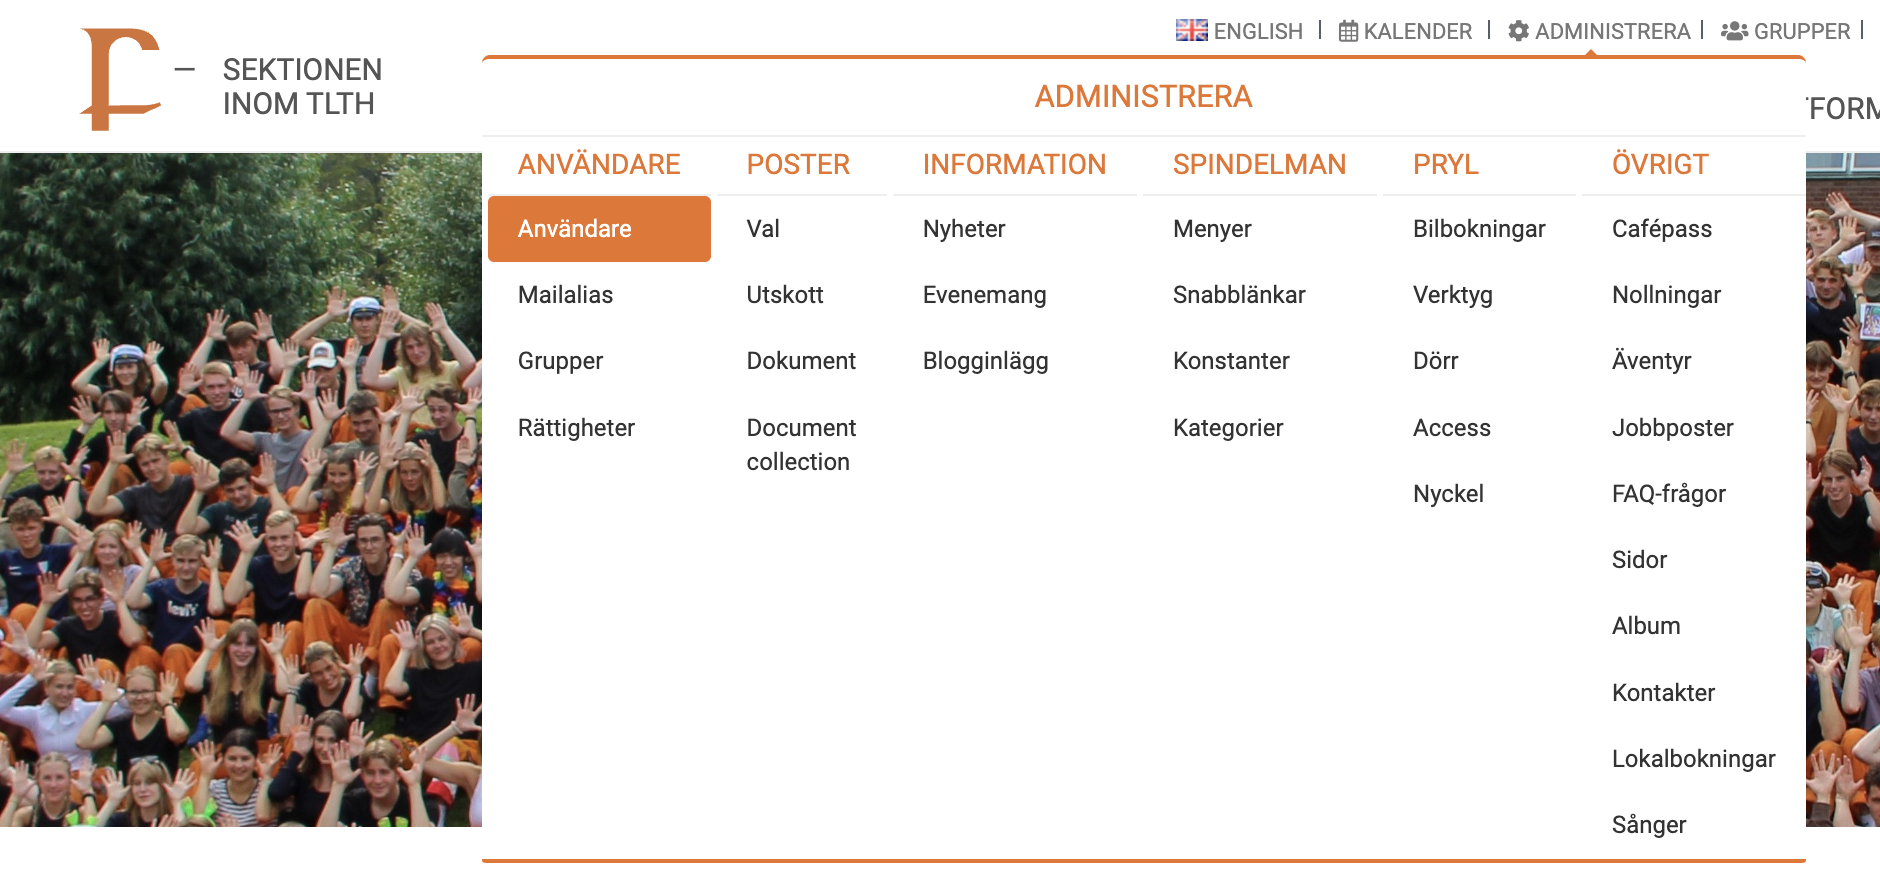 ENGLISH
KALENDER
ADMINISTRERA
GRUPPER
SEKTIONEN
INOM TLTH
ADMINISTRERA
ANVÄNDARE
Användare
Mailalias
Grupper
Rättigheter
POSTER
Val
Utskott
Dokument
Document
collection
INFORMATION
Nyheter
Evenemang
Blogginlägg
SPINDELMAN
Menyer
Snabblänkar
Konstanter
Kategorier
PRYL
Bilbokningar
Verktyg
Dörr
Access
Nyckel
ÖVRIGT
Cafépass
Nollningar
Äventyr
Jobbposter
FAQ-frågor
Sidor
Album
Kontakter
Lokalbokningar
Sånger